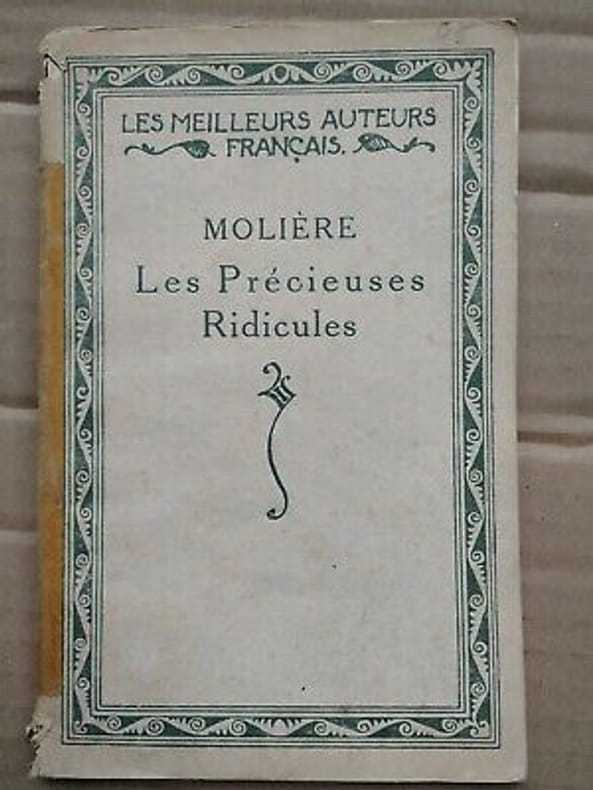 LES MEILLEURS AUTEURS
FRANÇAIS.
MOLIÈRE
Les Précieuses
Ridicules